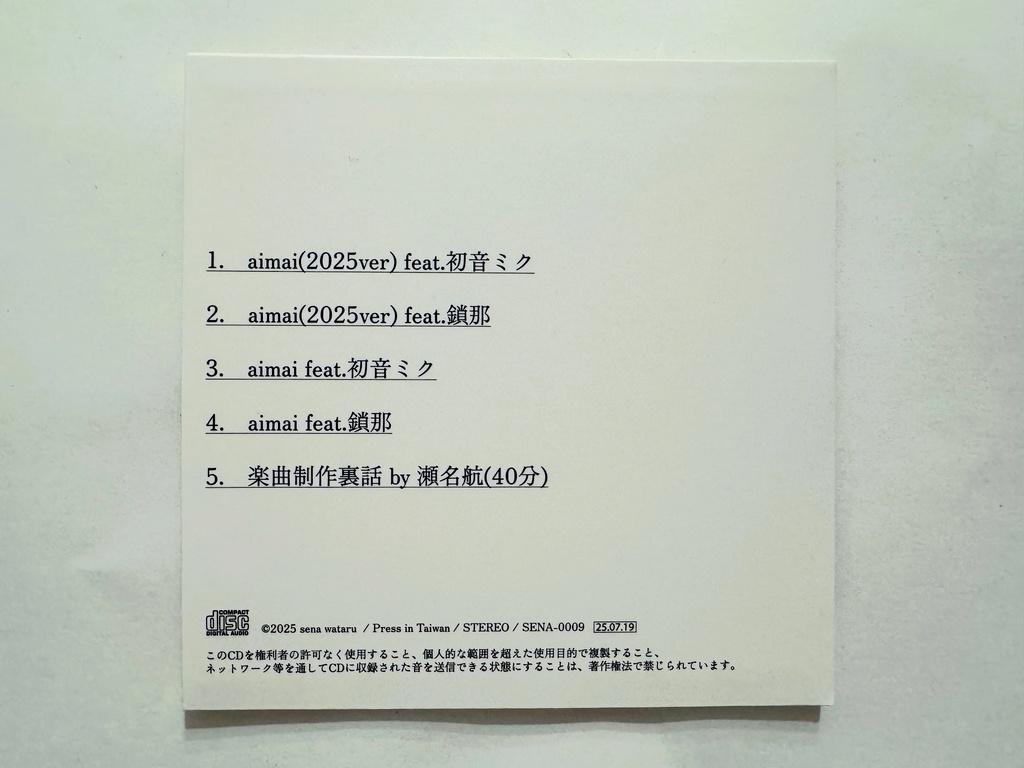 1. aimai(2025ver) feat.初音ミク
2. aimai(2025ver) feat.鎖那
3. aimai feat.初音ミク
4. aimai feat.鎖那
5. 楽曲制作裏話 by 瀬名航(40分)
COMPACT
disc
DIGITAL AUDIO
©2025 sena wataru / Press in Taiwan / STEREO / SENA-0009 25.07.19
このCDを権利者の許可なく使用すること、個人的な範囲を超えた使用目的で複製すること、
ネットワーク等を通してCDに収録された音を送信できる状態にすることは、著作権法で禁じられています。